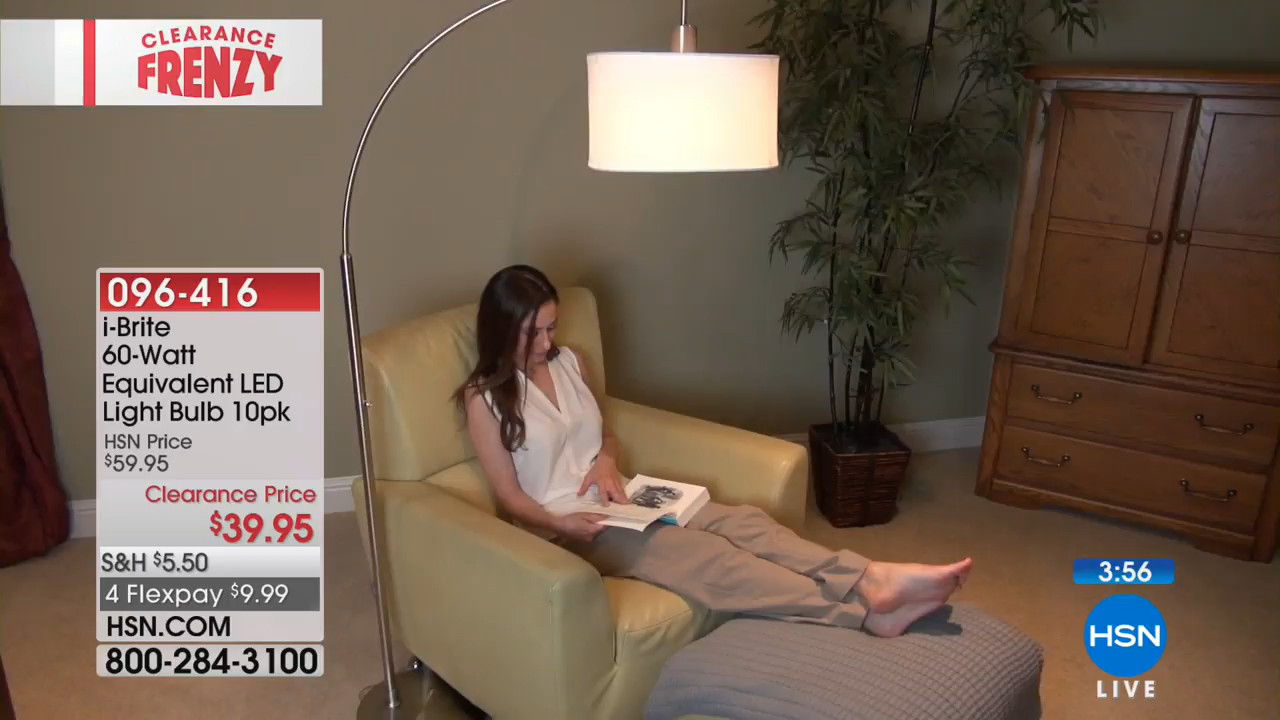 CLEARANCE
FRENZY
096-416
i-Brite
60-Watt
Equivalent LED
Light Bulb 10pk
HSN Price
$59.95
Clearance Price
$39.95
S&H $5.50
4 Flexpay $9.99
HSN.COM
800-284-3100
3:56
HSN
LIVE